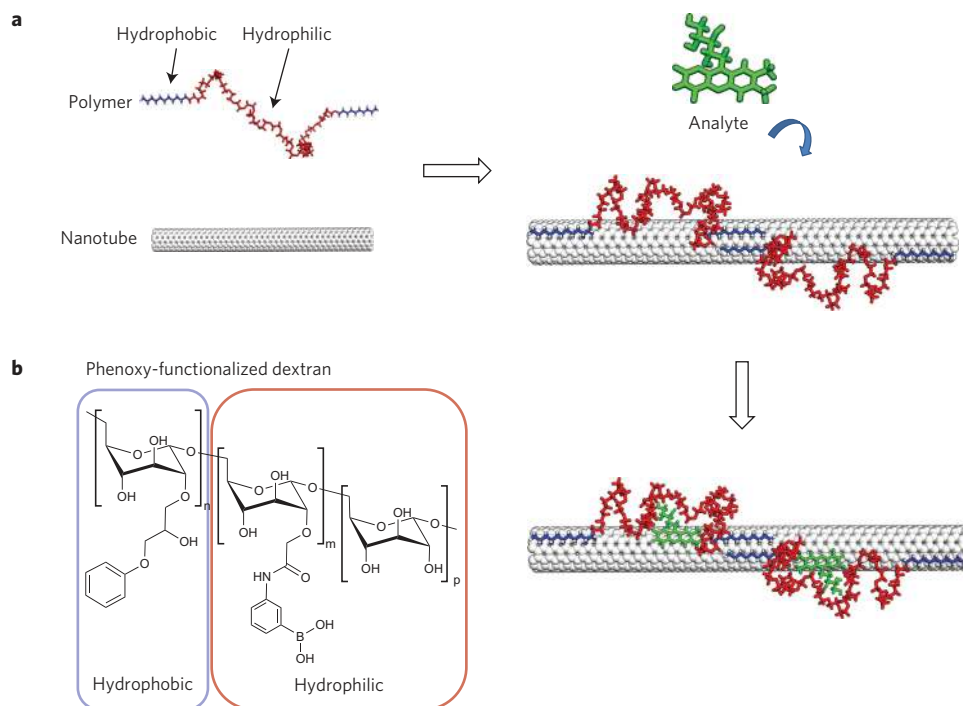 a
Hydrophobic Hydrophilic
Polymer
Nanotube
Analyte
b
Phenoxy-functionalized dextran
O
OH
OH
O
O
n
OH
O
O
OH
OH
O
O
m
HN
O
B
OH
OH
O
OH
OH
OH
O
p
Hydrophobic
Hydrophilic